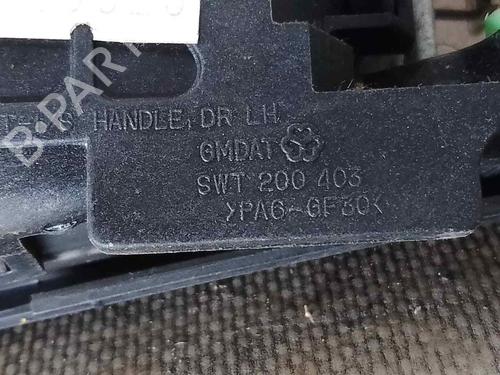 HANDLE, DR LH
GMDAT
SWT 200 403
>PA6-GF30<